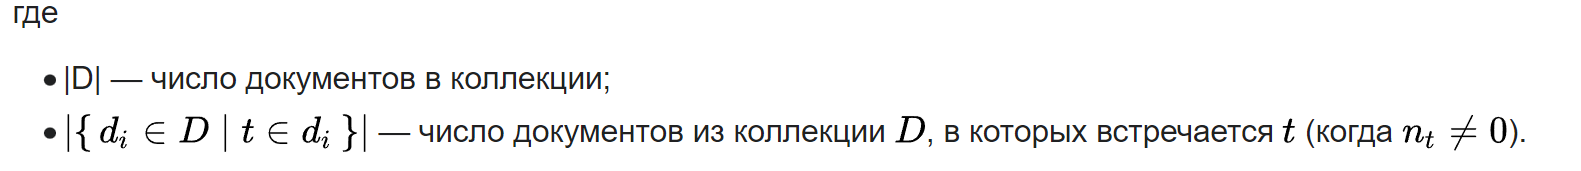 где
• |D| — число документов в коллекции;
• |{ dᵢ ∈ D | t ∈ dᵢ }| — число документов из коллекции D, в которых встречается t (когда nₜ ≠ 0).